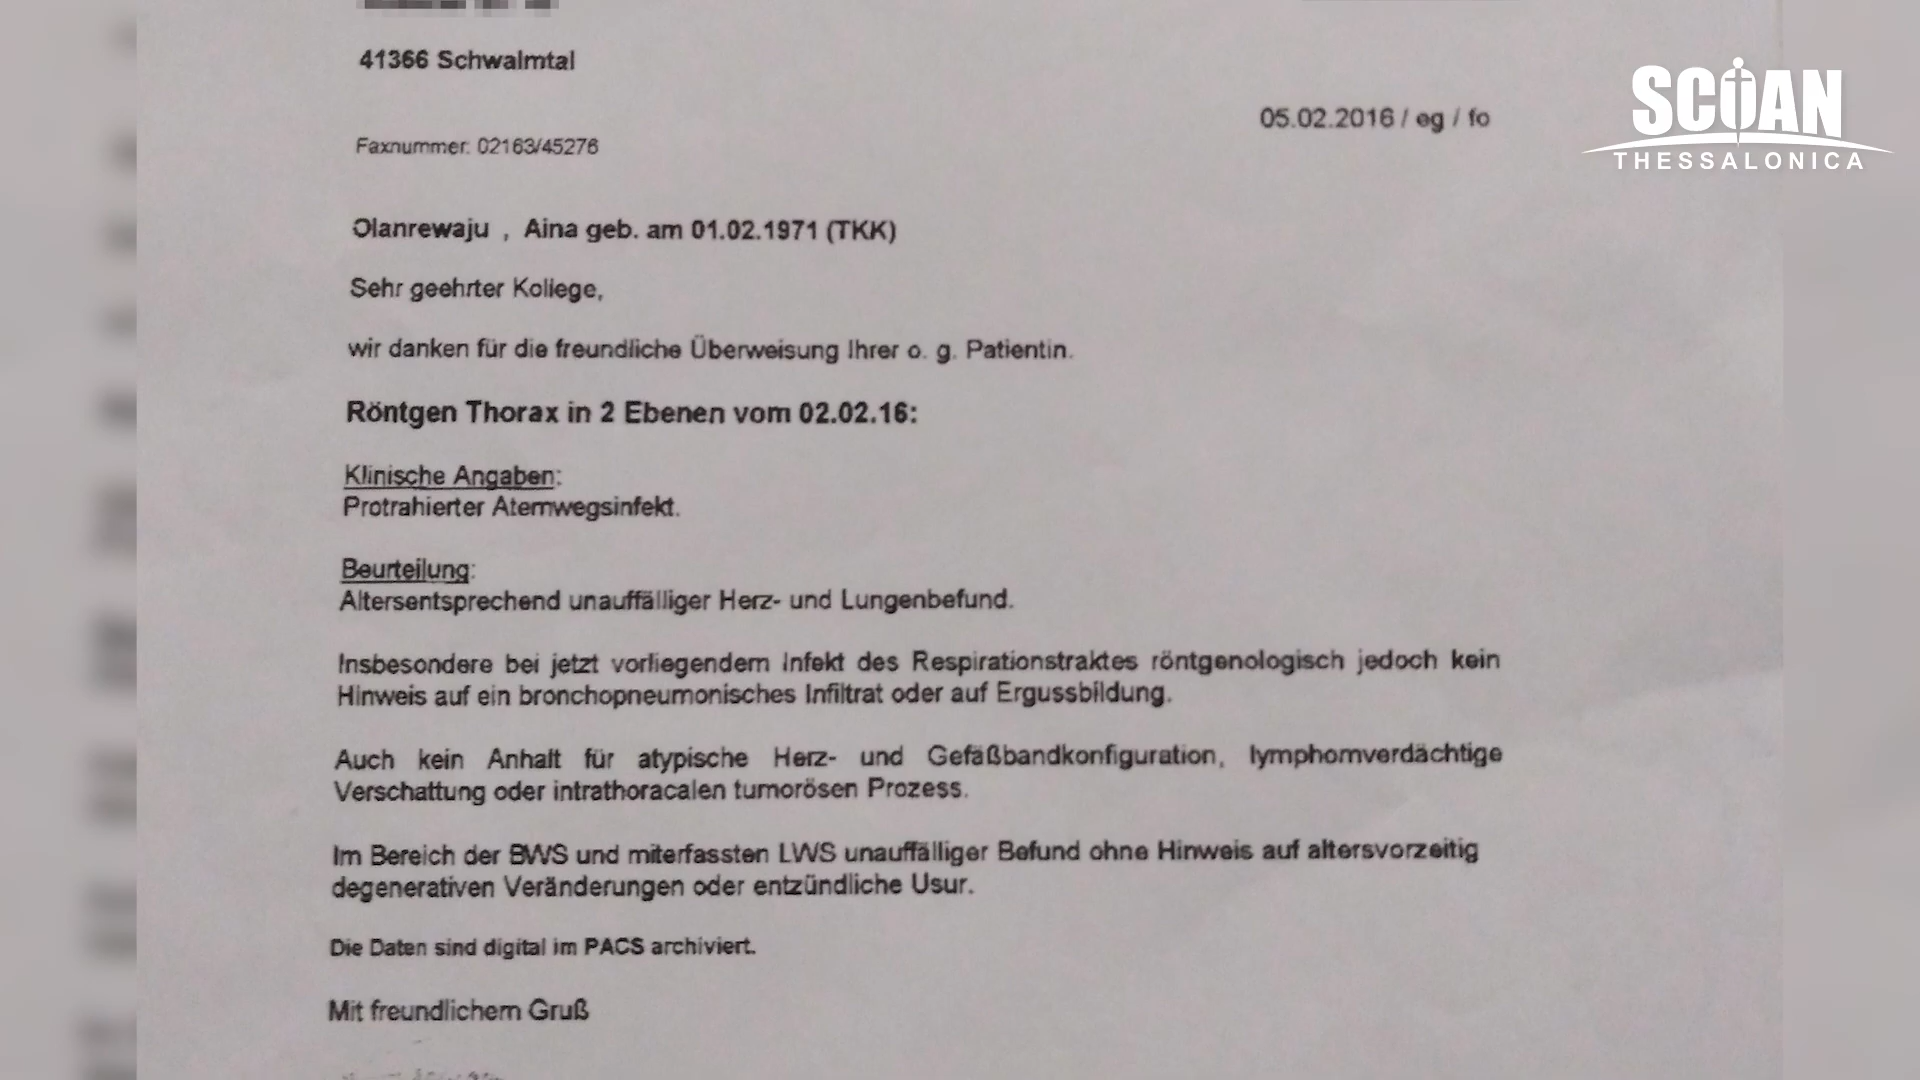 41366 Schwalmtal
SCOAN
THESSALONICA
05.02.2016 / eg / fo
Faxnummer: 02163/45276
Olanrewaju , Aina geb. am 01.02.1971 (TKK)
Sehr geehrter Kollege,
wir danken für die freundliche Überweisung Ihrer o. g. Patientin.
Röntgen Thorax in 2 Ebenen vom 02.02.16:
Klinische Angaben:
Protrahierter Atemwegsinfekt.
Beurteilung:
Altersentsprechend unauffälliger Herz- und Lungenbefund.
Insbesondere bei jetzt vorliegendem Infekt des Respirationstraktes röntgenologisch jedoch kein
Hinweis auf ein bronchopneumonisches Infiltrat oder auf Ergussbildung.
Auch kein Anhalt für atypische Herz- und Gefäßbandkonfiguration, lymphomverdächtige
Verschattung oder intrathoracalen tumorösen Prozess.
Im Bereich der BWS und miterfassten LWS unauffälliger Befund ohne Hinweis auf altersvorzeitig
degenerativen Veränderungen oder entzündliche Usur.
Die Daten sind digital im PACS archiviert.
Mit freundlichem Gruß